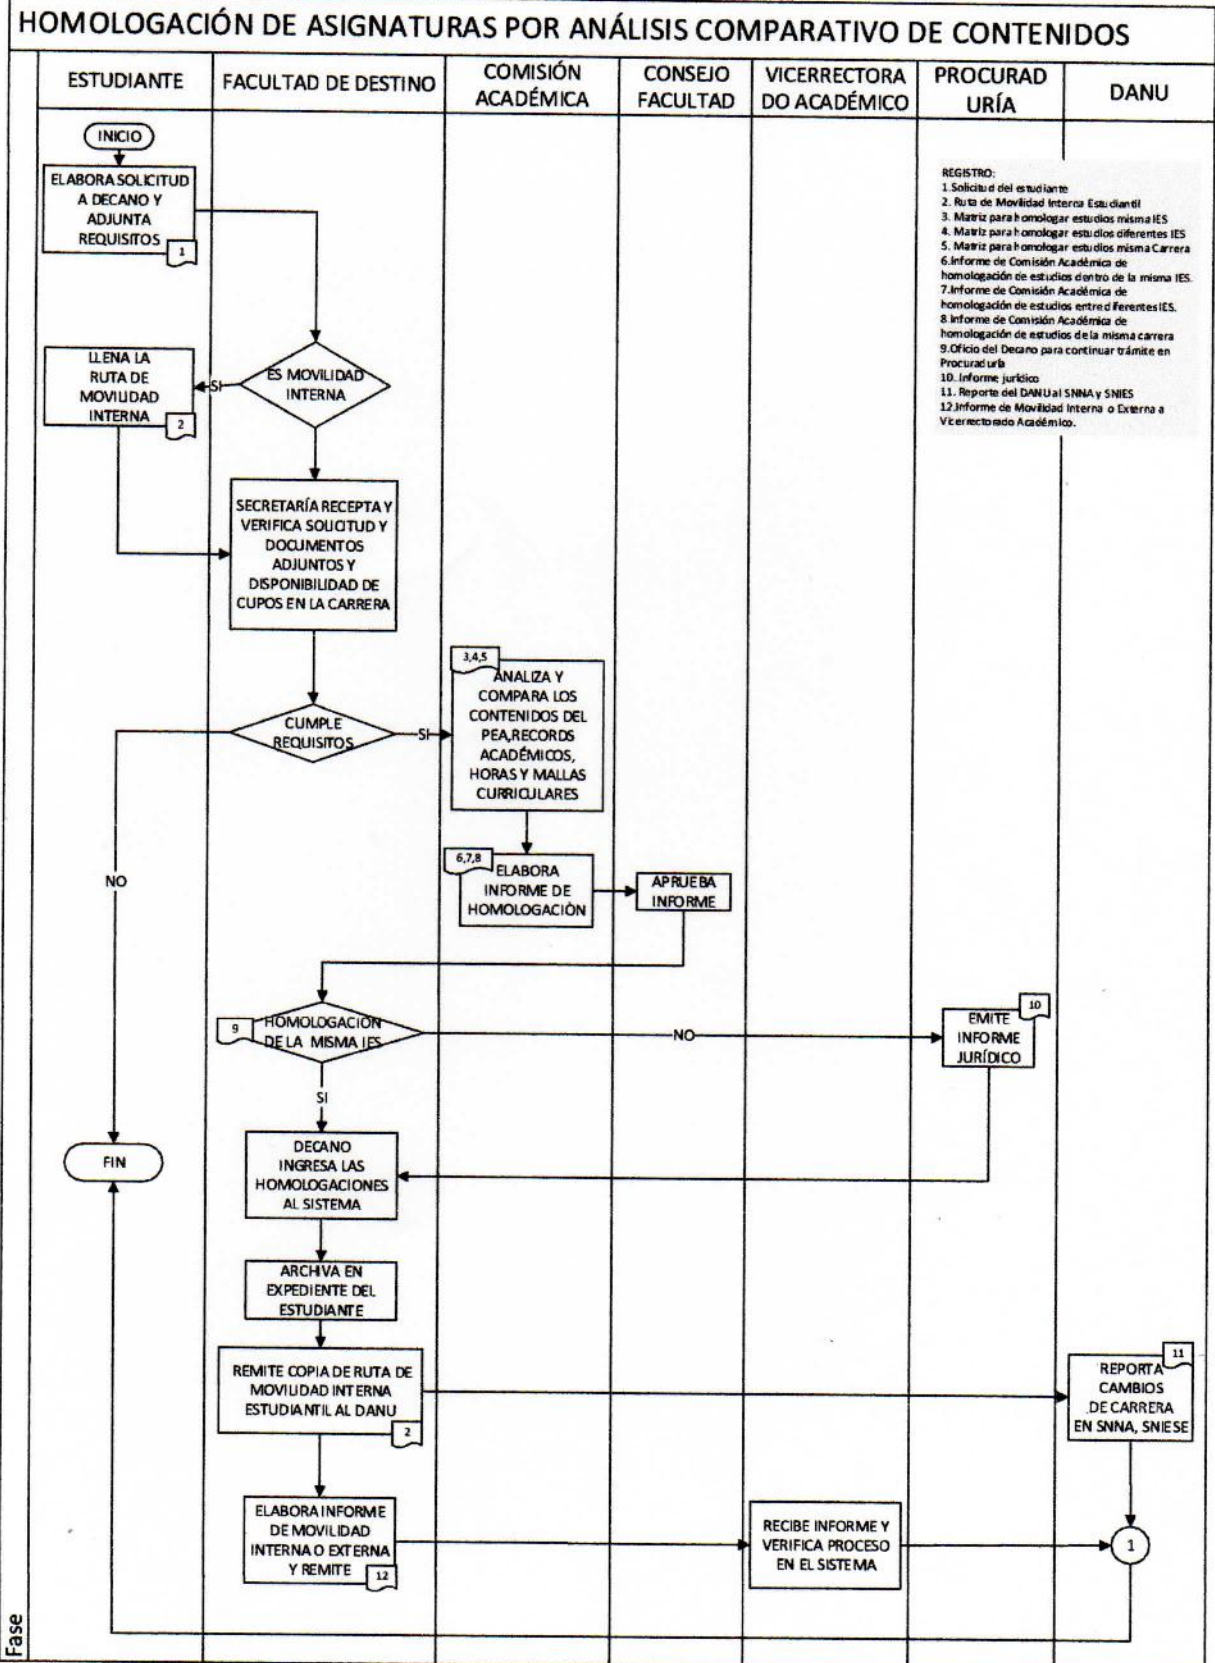 HOMOLOGACIÓN DE ASIGNATURAS POR ANÁLISIS COMPARATIVO DE CONTENIDOS
ESTUDIANTE
FACULTAD DE DESTINO
COMISIÓN
ACADÉMICA
CONSEJO
FACULTAD
VICERRECTORA
DO ACADÉMICO
PROCURAD
URÍA
DANU
INICIO
ELABORA SOLICITUD
A DECANO Y
ADJUNTA
REQUISITOS
1
REGISTRO:
1.Solicitud del estudiante
2. Ruta de Movilidad Interna Estudiantil
3. Matriz para homologar estudios misma IES
4. Matriz para homologar estudios diferentes IES
5. Matriz para homologar estudios misma Carrera
6.Informe de Comisión Académica de
homologación de estudios dentro de la misma IES.
7.Informe de Comisión Académica de
homologación de estudios entre diferentes IES.
8.Informe de Comisión Académica de
homologación de estudios de la misma carrera
9.Oficio del Decano para continuar trámite en
Procuraduría
10. Informe jurídico
11. Reporte del DANU al SNNA y SNIES
12.Informe de Movilidad Interna o Externa a
Vicerrectorado Académico.
LLENA LA
RUTA DE
MOVILIDAD
INTERNA
2
SI
ES MOVILIDAD
INTERNA
SECRETARÍA RECEPTA Y
VERIFICA SOLICITUD Y
DOCUMENTOS
ADJUNTOS Y
DISPONIBILIDAD DE
CUPOS EN LA CARRERA
CUMPLE
REQUISITOS
SI
3,4,5
ANALIZA Y
COMPARA LOS
CONTENIDOS DEL
PEA,RECORDS
ACADÉMICOS,
HORAS Y MALLAS
CURRICULARES
NO
6,7,8
ELABORA
INFORME DE
HOMOLOGACIÓN
APRUEBA
INFORME
9
HOMOLOGACIÓN
DE LA MISMA IES
NO
10
EMITE
INFORME
JURÍDICO
SI
FIN
DECANO
INGRESA LAS
HOMOLOGACIONES
AL SISTEMA
ARCHIVA EN
EXPEDIENTE DEL
ESTUDIANTE
REMITE COPIA DE RUTA DE
MOVILIDAD INTERNA
ESTUDIANTIL AL DANU
2
11
REPORTA
CAMBIOS
DE CARRERA
EN SNNA, SNIESE
ELABORA INFORME
DE MOVILIDAD
INTERNA O EXTERNA
Y REMITE
12
RECIBE INFORME Y
VERIFICA PROCESO
EN EL SISTEMA
1
Fase